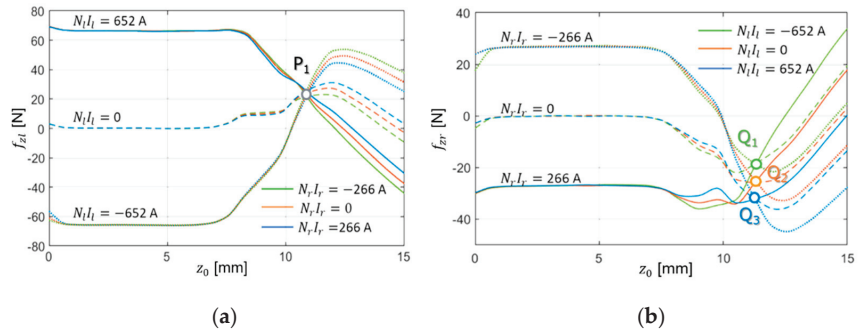 80
60
40
20
0
-20
-40
-60
-80
f_zl [N]
N_l I_l = 652 A
N_l I_l = 0
N_l I_l = −652 A
P₁
N_r I_r = −266 A
N_r I_r = 0
N_r I_r = 266 A
0 5 10 15
z₀ [mm]
(a)
40
20
0
-20
-40
f_zr [N]
N_r I_r = −266 A
N_r I_r = 0
N_r I_r = 266 A
N_l I_l = −652 A
N_l I_l = 0
N_l I_l = 652 A
Q₁
Q₂
Q₃
0 5 10 15
z₀ [mm]
(b)